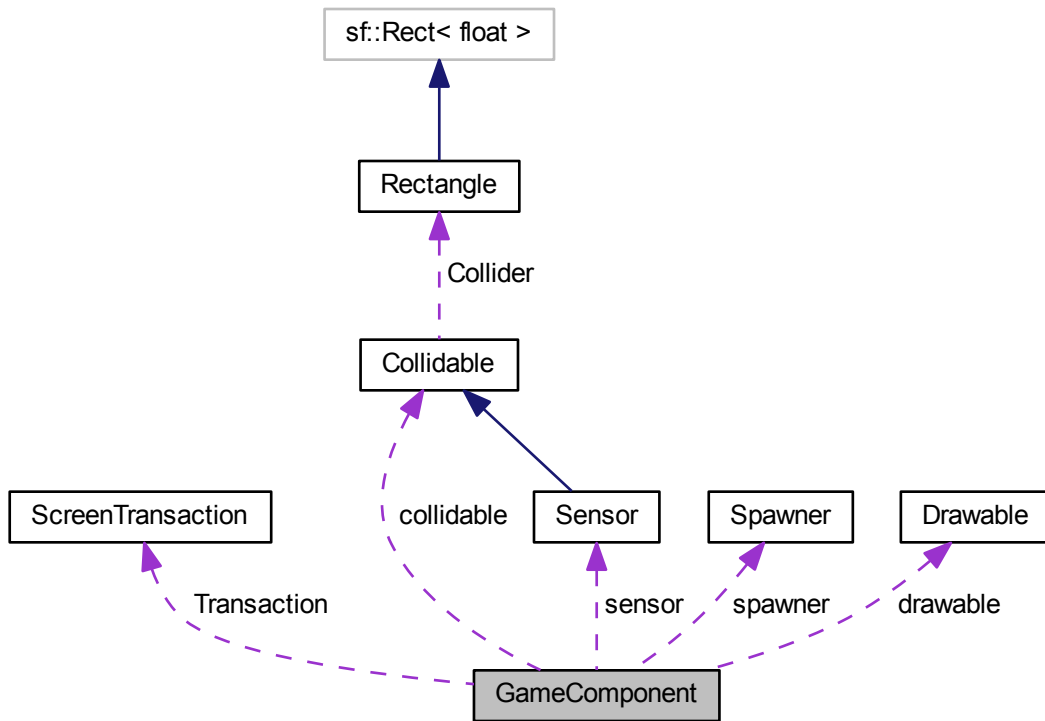 sf::Rect< float >
Rectangle
Collider
Collidable
ScreenTransaction
collidable
Sensor
Spawner
Drawable
Transaction
sensor
spawner
drawable
GameComponent